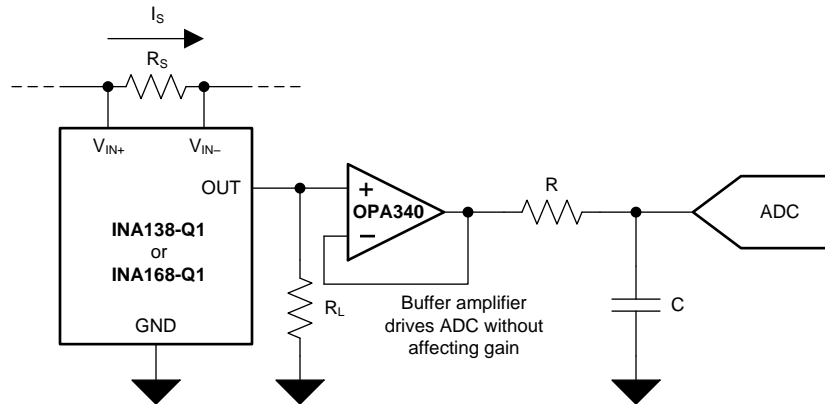 I_S
R_S
V_IN+
V_IN–
OUT
INA138-Q1
or
INA168-Q1
GND
R_L
+
OPA340
–
Buffer amplifier
drives ADC without
affecting gain
R
C
ADC